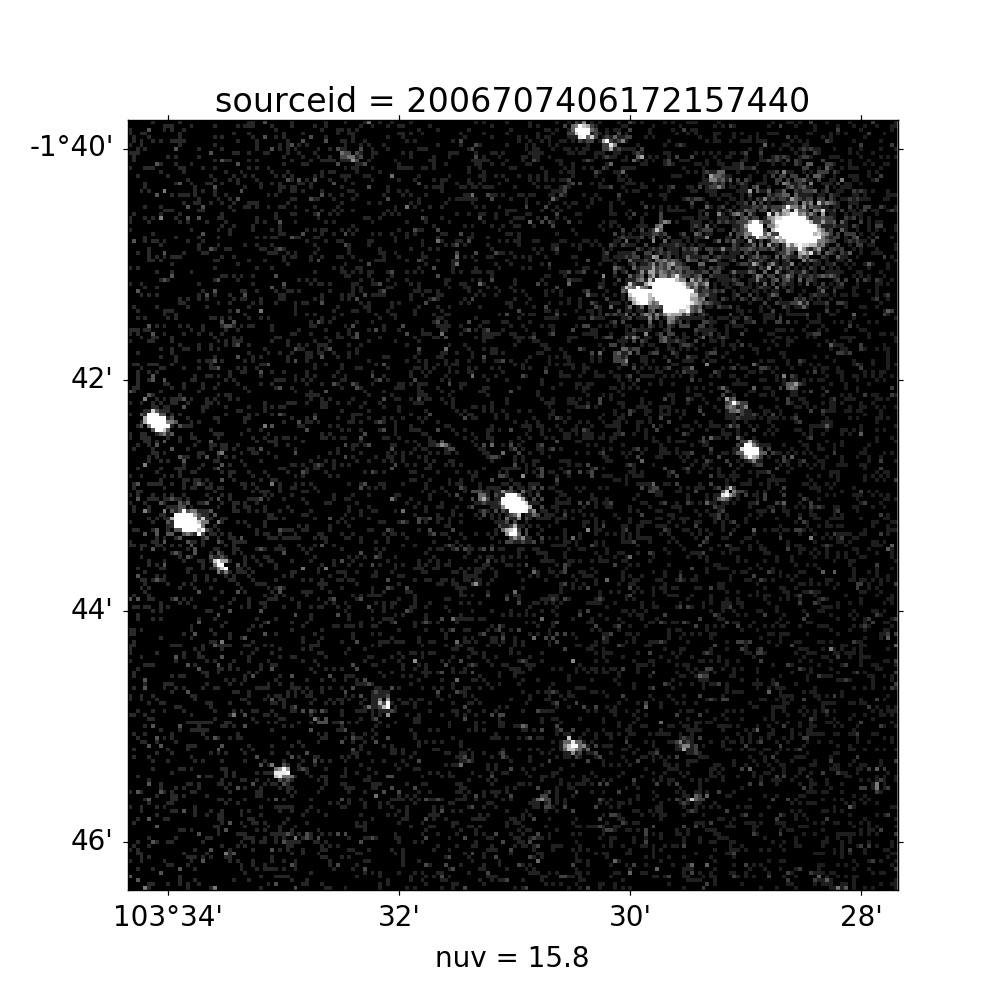 sourceid = 2006707406172157440
-1°40'
42'
44'
46'
103°34' 32' 30' 28'
nuv = 15.8